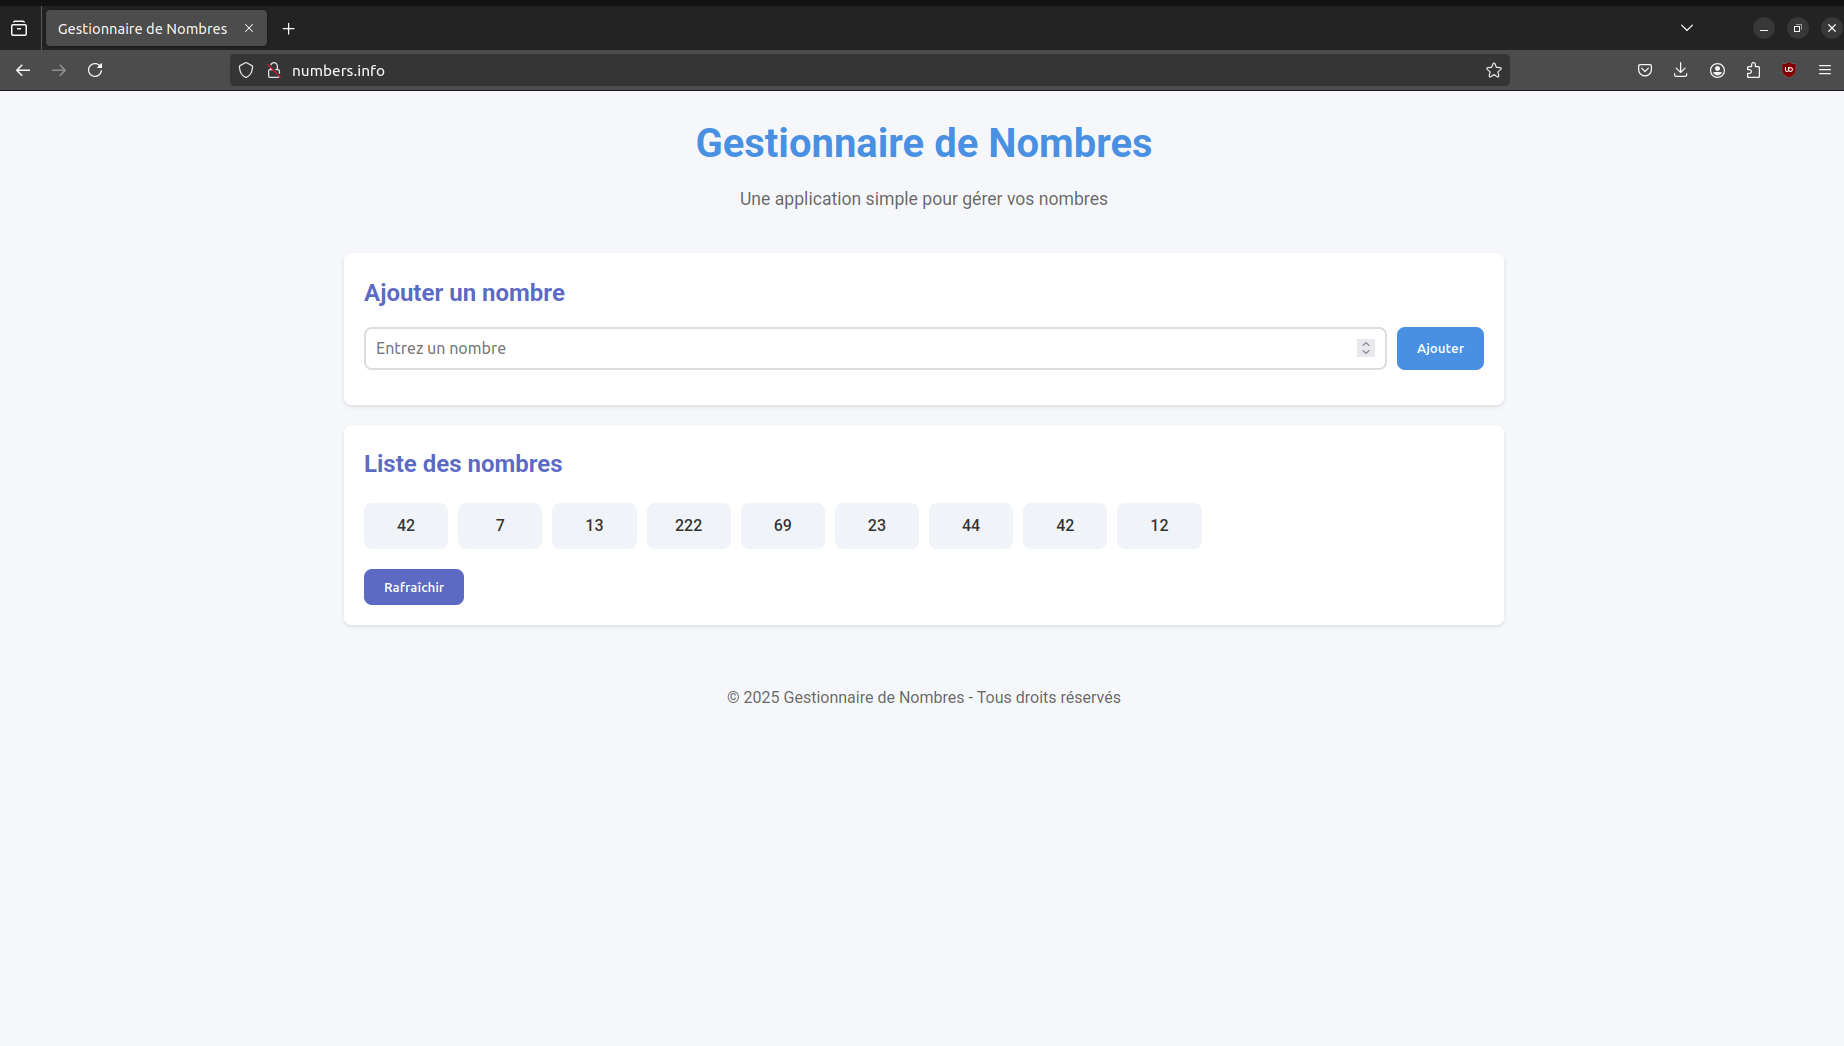 Gestionnaire de Nombres
numbers.info
Gestionnaire de Nombres
Une application simple pour gérer vos nombres
Ajouter un nombre
Entrez un nombre Ajouter
Liste des nombres
42 7 13 222 69 23 44 42 12
Rafraîchir
© 2025 Gestionnaire de Nombres - Tous droits réservés